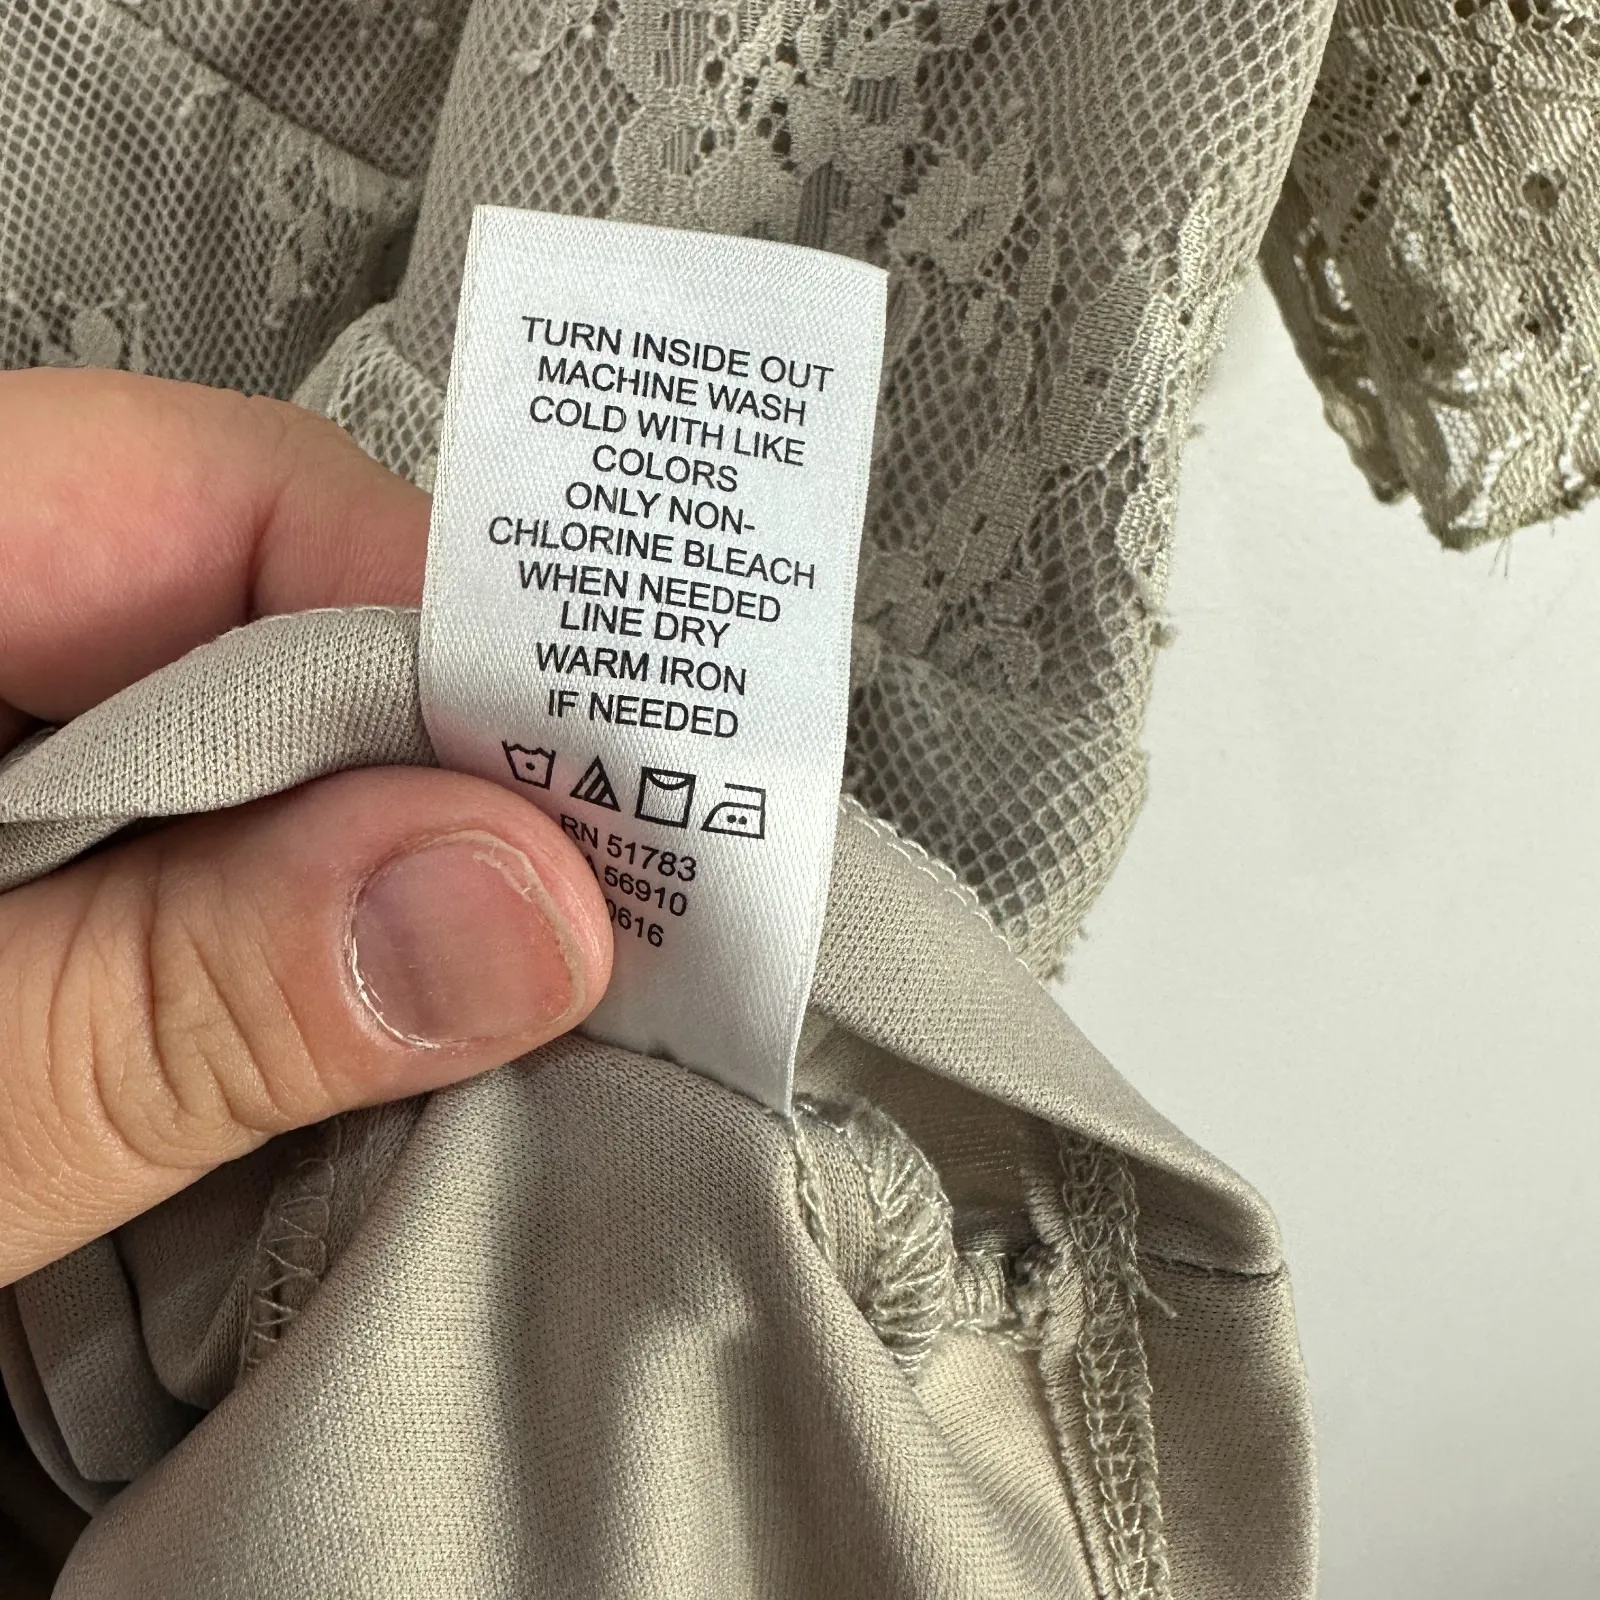 TURN INSIDE OUT
MACHINE WASH
COLD WITH LIKE
COLORS
ONLY NON-
CHLORINE BLEACH
WHEN NEEDED
LINE DRY
WARM IRON
IF NEEDED
RN 51783
56910
0616